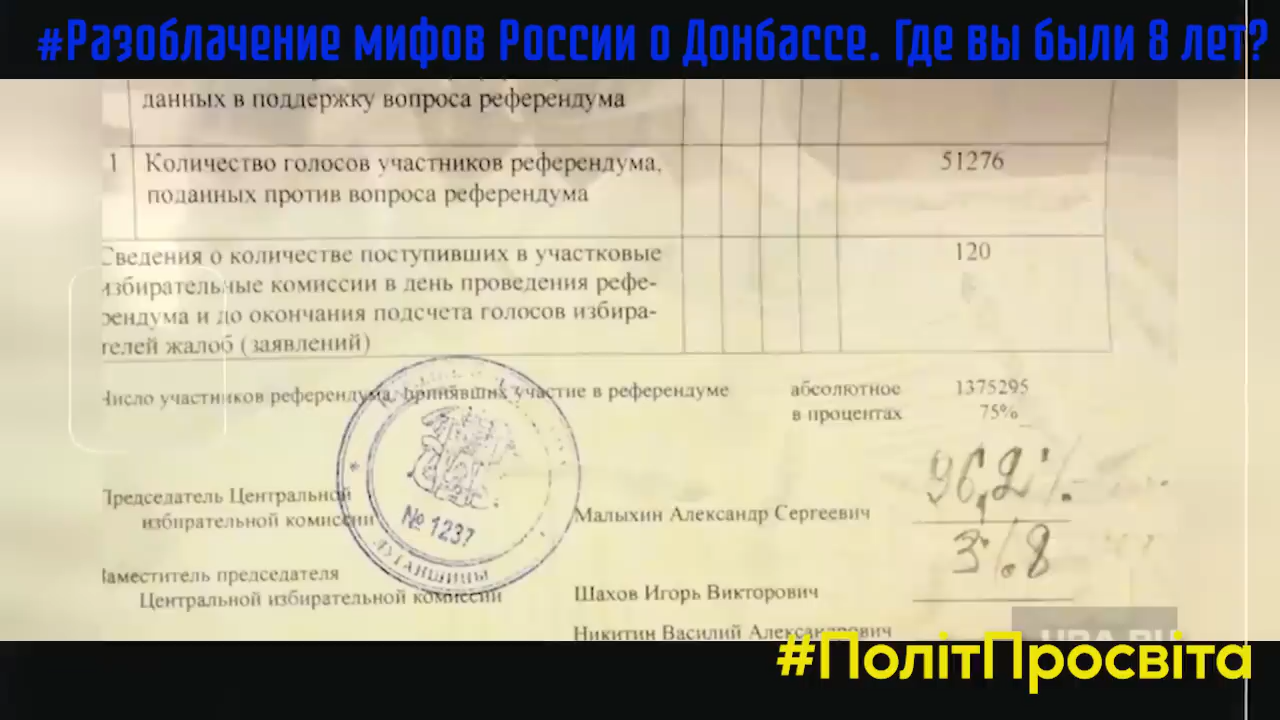 #Разоблачение мифов России о Донбассе. Где вы были 8 лет?
данных в поддержку вопроса референдума
1 Количество голосов участников референдума, 51276
поданных против вопроса референдума
Сведения о количестве поступивших в участковые 120
избирательные комиссии в день проведения рефе-
рендума и до окончания подсчета голосов избира-
телей жалоб (заявлений)
Число участников референдума, принявших участие в референдуме абсолютное 1375295
в процентах 75%
96,2%.
Председатель Центральной
избирательной комиссии Малыхин Александр Сергеевич
№ 1237
3.8
ЛУГАНЩИНЫ
Заместитель председателя
Центральной избирательной комиссии Шахов Игорь Викторович
Никитин Василий Александрович
#ПолітПросвіта